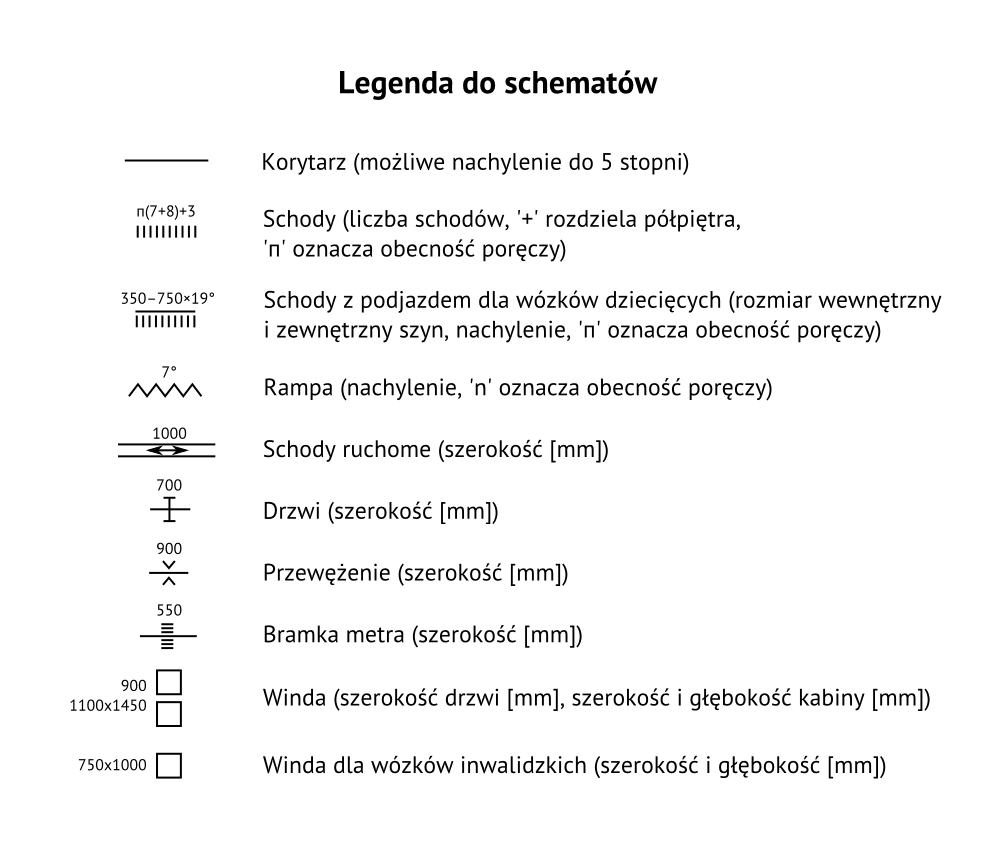 Legenda do schematów
Korytarz (możliwe nachylenie do 5 stopni)
п(7+8)+3
Schody (liczba schodów, '+' rozdziela półpiętra,
'п' oznacza obecność poręczy)
350–750×19°
Schody z podjazdem dla wózków dziecięcych (rozmiar wewnętrzny
i zewnętrzny szyn, nachylenie, 'п' oznacza obecność poręczy)
7°
Rampa (nachylenie, 'n' oznacza obecność poręczy)
1000
Schody ruchome (szerokość [mm])
700
Drzwi (szerokość [mm])
900
Przewężenie (szerokość [mm])
550
Bramka metra (szerokość [mm])
900
1100x1450
Winda (szerokość drzwi [mm], szerokość i głębokość kabiny [mm])
750x1000
Winda dla wózków inwalidzkich (szerokość i głębokość [mm])